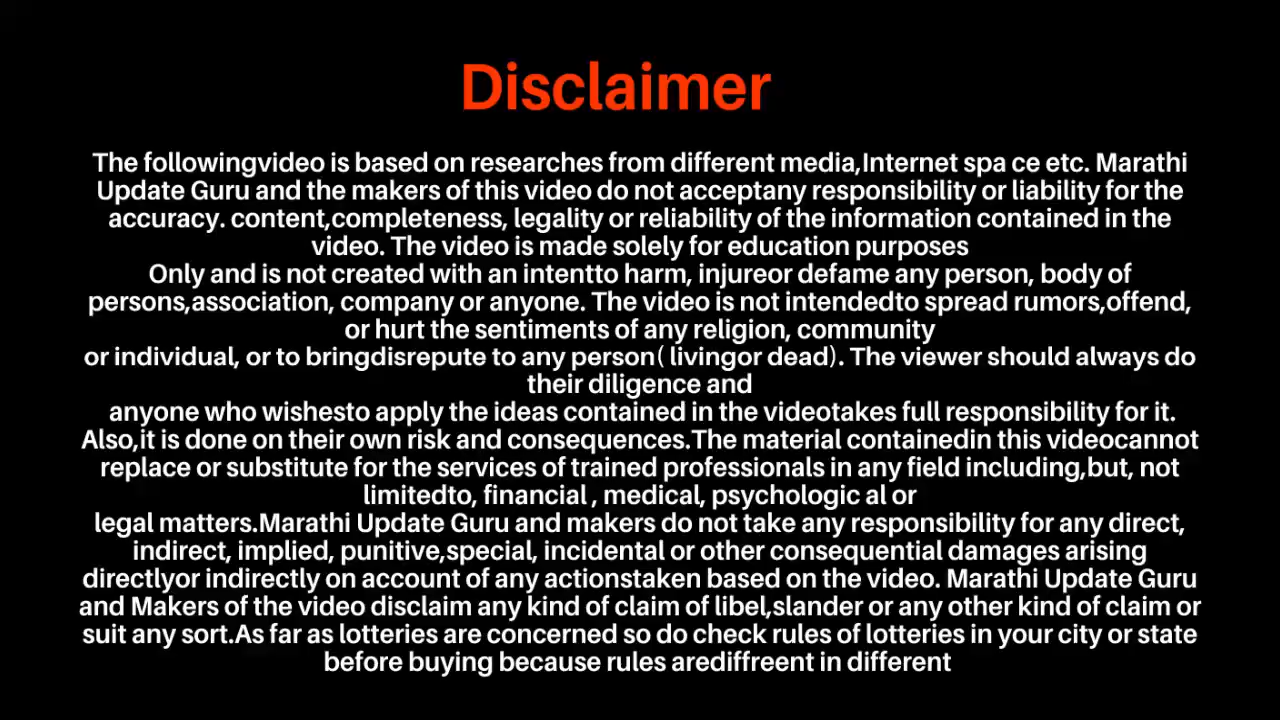 Disclaimer
The followingvideo is based on researches from different media,Internet spa ce etc. Marathi
Update Guru and the makers of this video do not acceptany responsibility or liability for the
accuracy. content,completeness, legality or reliability of the information contained in the
video. The video is made solely for education purposes
Only and is not created with an intentto harm, injureor defame any person, body of
persons,association, company or anyone. The video is not intendedto spread rumors,offend,
or hurt the sentiments of any religion, community
or individual, or to bringdisrepute to any person( livingor dead). The viewer should always do
their diligence and
anyone who wishesto apply the ideas contained in the videotakes full responsibility for it.
Also,it is done on their own risk and consequences.The material containedin this videocannot
replace or substitute for the services of trained professionals in any field including,but, not
limitedto, financial , medical, psychologic al or
legal matters.Marathi Update Guru and makers do not take any responsibility for any direct,
indirect, implied, punitive,special, incidental or other consequential damages arising
directlyor indirectly on account of any actionstaken based on the video. Marathi Update Guru
and Makers of the video disclaim any kind of claim of libel,slander or any other kind of claim or
suit any sort.As far as lotteries are concerned so do check rules of lotteries in your city or state
before buying because rules arediffreent in different